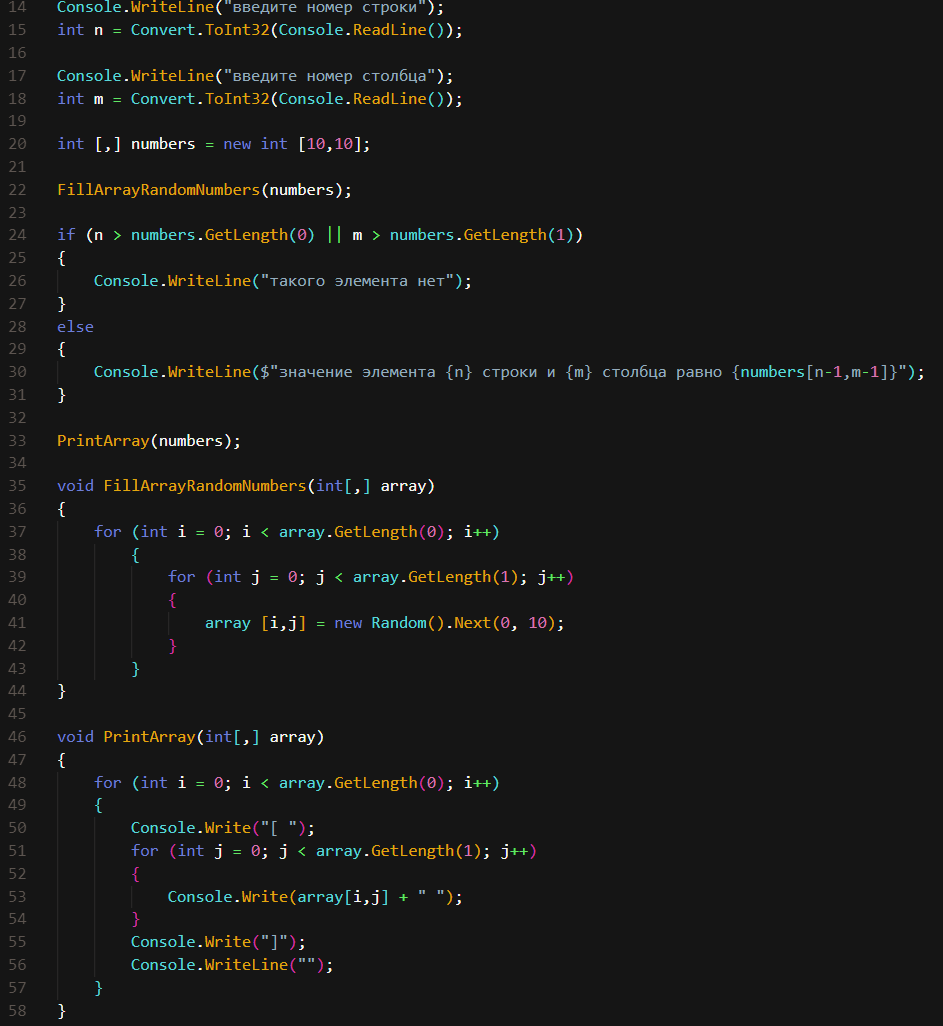 14 Console.WriteLine("введите номер строки");
15 int n = Convert.ToInt32(Console.ReadLine());
16
17 Console.WriteLine("введите номер столбца");
18 int m = Convert.ToInt32(Console.ReadLine());
19
20 int [,] numbers = new int [10,10];
21
22 FillArrayRandomNumbers(numbers);
23
24 if (n > numbers.GetLength(0) || m > numbers.GetLength(1))
25 {
26     Console.WriteLine("такого элемента нет");
27 }
28 else
29 {
30     Console.WriteLine($"значение элемента {n} строки и {m} столбца равно {numbers[n-1,m-1]}");
31 }
32
33 PrintArray(numbers);
34
35 void FillArrayRandomNumbers(int[,] array)
36 {
37     for (int i = 0; i < array.GetLength(0); i++)
38         {
39             for (int j = 0; j < array.GetLength(1); j++)
40             {
41                 array [i,j] = new Random().Next(0, 10);
42             }
43         }
44 }
45
46 void PrintArray(int[,] array)
47 {
48     for (int i = 0; i < array.GetLength(0); i++)
49     {
50         Console.Write("[ ");
51         for (int j = 0; j < array.GetLength(1); j++)
52         {
53             Console.Write(array[i,j] + " ");
54         }
55         Console.Write("]");
56         Console.WriteLine("");
57     }
58 }